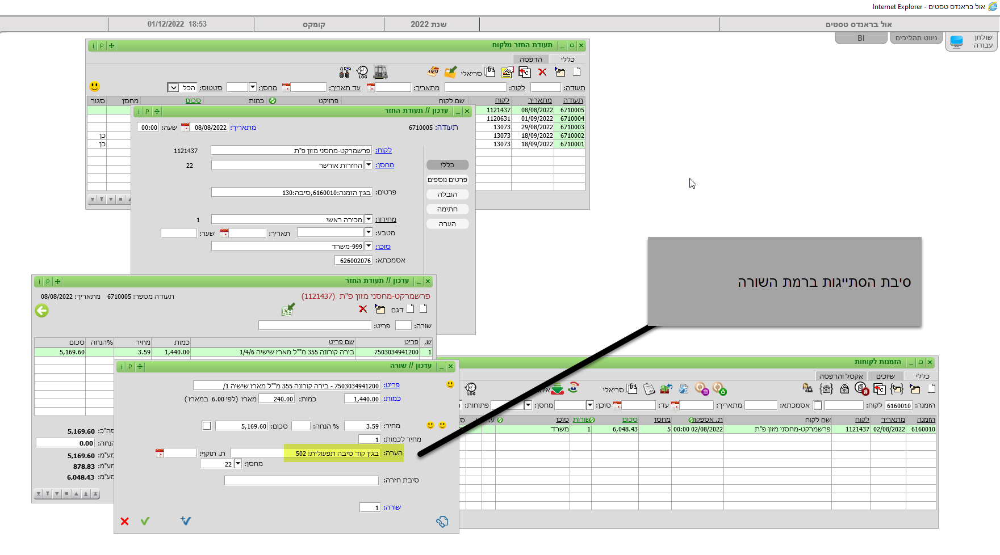 אול בראנדס טסטים - Internet Explorer
אול בראנדס טסטים
שנת 2022
קומקס
01/12/2022 18:53
שולחן עבודה
ניווט תהליכים
BI
תעודת החזר מלקוח
כללי
הדפסה
סריאלי
מקור
LOG
תעודה:
לקוח:
מתאריך:
עד תאריך:
מחסן:
סטטוס: הכל
תעודה מתאריך לקוח שם לקוח פרויקט כמות סכום מחסן סגור
6710005 08/08/2022 1121437
6710004 01/09/2022 1120631
6710003 29/08/2022 13073
6710002 18/09/2022 13073 כן
6710001 18/09/2022 13073 כן
עדכון // תעודת החזר
תעודה: 6710005
מתאריך: 08/08/2022
שעה: 00:00
לקוח: פרשמרקט-מחסני מזון פ"ת 1121437
מחסן: החזרות אורשר 22
פרטים: בגין הזמנה:6160010,סיבה:130
מחירון: מכירה ראשי 1
מטבע:
תאריך:
שער:
סוכן: 999-משרד
אסמכתא: 626002076
כללי
פרטים נוספים
הובלה
חתימה
הערה
סיבת הסתייגות ברמת השורה
עדכון // תעודת החזר
פרשמרקט-מחסני מזון פ"ת (1121437)
תעודה מספר: 6710005 מתאריך: 08/08/2022
דגם
שורה:
פריט:
ש. פריט שם פריט כמות מחיר %הנחה סכום
1 7503034941200 בירה קורונה 355 מ""ל מארז שישיה 1/4/6 1,440.00 3.59 5,169.60
סה"כ: 5,169.60
הנחה: 0.00
מע"מ: 5,169.60
מע"מ: 878.83
מע"מ: 6,048.43
עדכון // שורה
פריט: 7503034941200 - בירה קורונה 355 מ""ל מארז שישיה 1/
כמות: 1,440.00
כמות: 240.00 מארז (לפי 6.00 במארז )
מחיר: 3.59
% הנחה:
סכום: 5,169.60
מחיר לכמות: 1
הערה: בגין קוד סיבה תפעולית: 502
ת. תוקף:
מחסן: 22
סיבת חזרה:
שורה: 1
הזמנות לקוחות
כללי
שיוכים
אקסל והדפסה
סריאלי
LOG
הזמנה: 6160010
לקוח:
אסמכתא:
מתאריך:
עד:
סוכן:
מחסן:
פתוחות:
הזמנה מתאריך לקוח שם לקוח ת. אספקה מחסן סכום שורות סוכן
6160010 02/08/2022 1121437 פרשמרקט-מחסני מזון פ"ת 02/08/2022 00:00 5 6,048.43 1 משרד